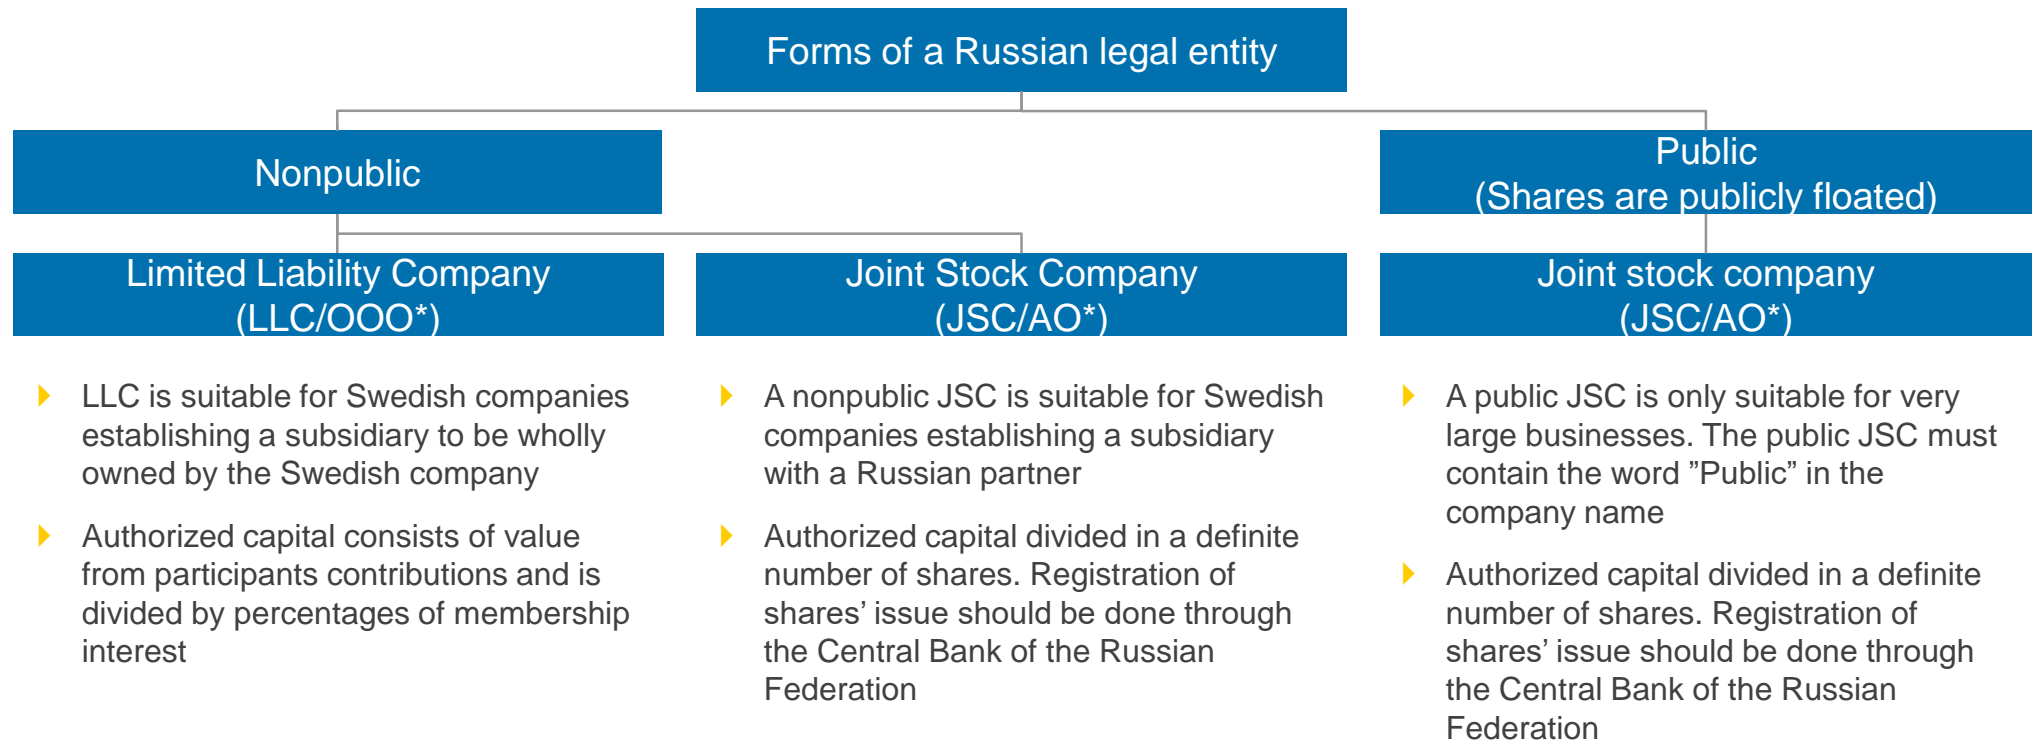 Forms of a Russian legal entity
Nonpublic
Public
(Shares are publicly floated)
Limited Liability Company
(LLC/OOO*)
Joint Stock Company
(JSC/AO*)
Joint stock company
(JSC/AO*)
LLC is suitable for Swedish companies
establishing a subsidiary to be wholly
owned by the Swedish company
Authorized capital consists of value
from participants contributions and is
divided by percentages of membership
interest
A nonpublic JSC is suitable for Swedish
companies establishing a subsidiary
with a Russian partner
Authorized capital divided in a definite
number of shares. Registration of
shares’ issue should be done through
the Central Bank of the Russian
Federation
A public JSC is only suitable for very
large businesses. The public JSC must
contain the word ”Public” in the
company name
Authorized capital divided in a definite
number of shares. Registration of
shares’ issue should be done through
the Central Bank of the Russian
Federation